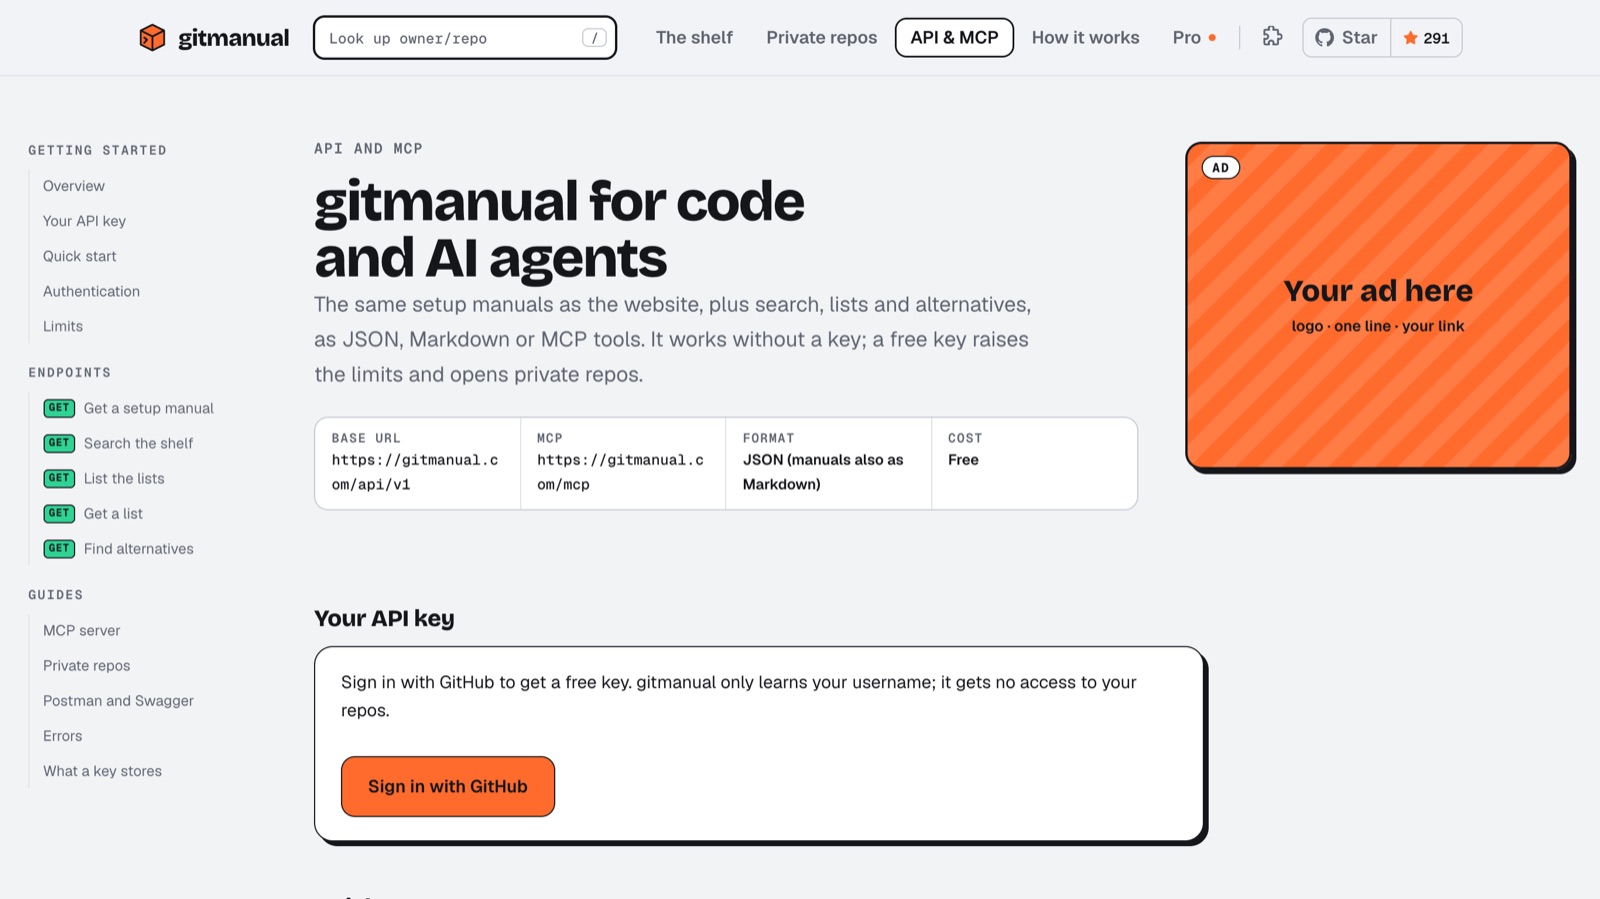 gitmanual
Look up owner/repo
/
The shelf
Private repos
API & MCP
How it works
Pro
Star
291
GETTING STARTED
Overview
Your API key
Quick start
Authentication
Limits
ENDPOINTS
GET Get a setup manual
GET Search the shelf
GET List the lists
GET Get a list
GET Find alternatives
GUIDES
MCP server
Private repos
Postman and Swagger
Errors
What a key stores
API AND MCP
gitmanual for code
and AI agents
The same setup manuals as the website, plus search, lists and alternatives,
as JSON, Markdown or MCP tools. It works without a key; a free key raises
the limits and opens private repos.
BASE URL
https://gitmanual.c
om/api/v1
MCP
https://gitmanual.c
om/mcp
FORMAT
JSON (manuals also as
Markdown)
COST
Free
Your API key
Sign in with GitHub to get a free key. gitmanual only learns your username; it gets no access to your
repos.
Sign in with GitHub
AD
Your ad here
logo · one line · your link